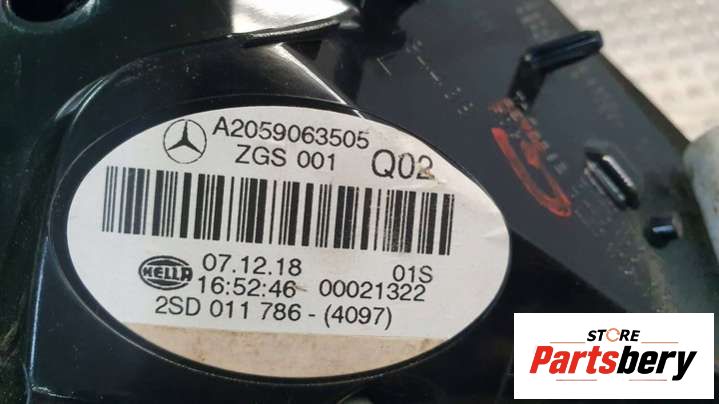 A2059063505
ZGS 001 Q02
HELLA 07.12.18 01S
16:52:46 00021322
2SD 011 786 - (4097)
STORE
Partsbery